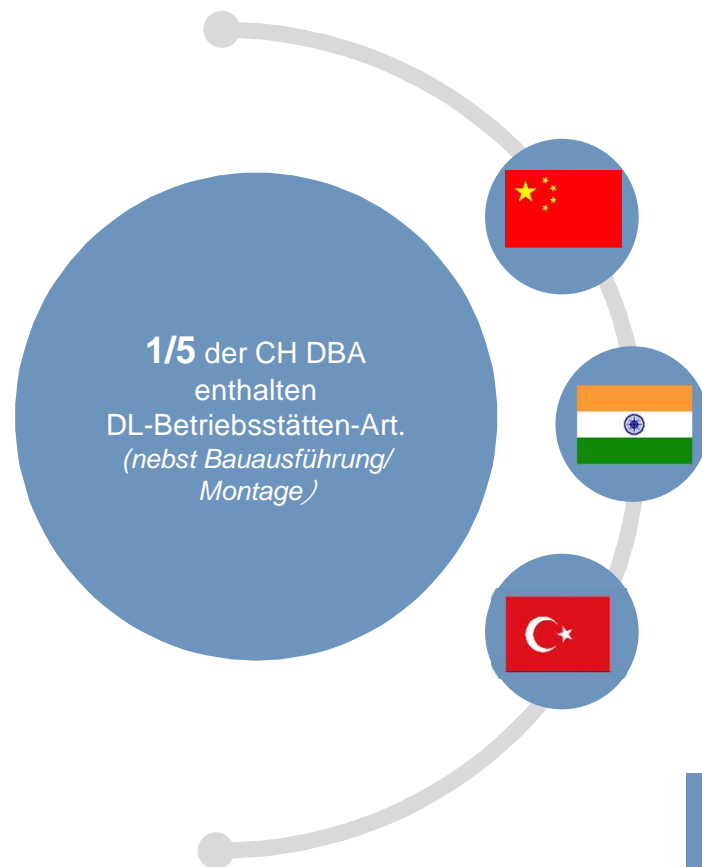 1/5 der CH DBA
enthalten
DL-Betriebsstätten-Art.
(nebst Bauausführung/
Montage）